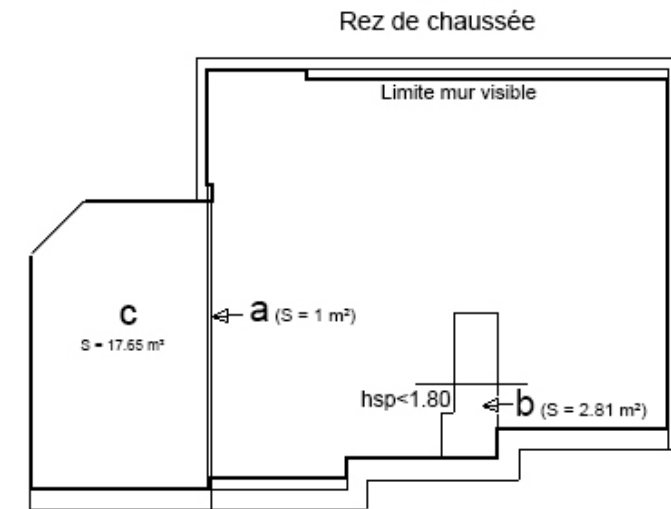 Rez de chaussée
Limite mur visible
c
S = 17.65 m²
a (S = 1 m²)
hsp<1.80
b (S = 2.81 m²)